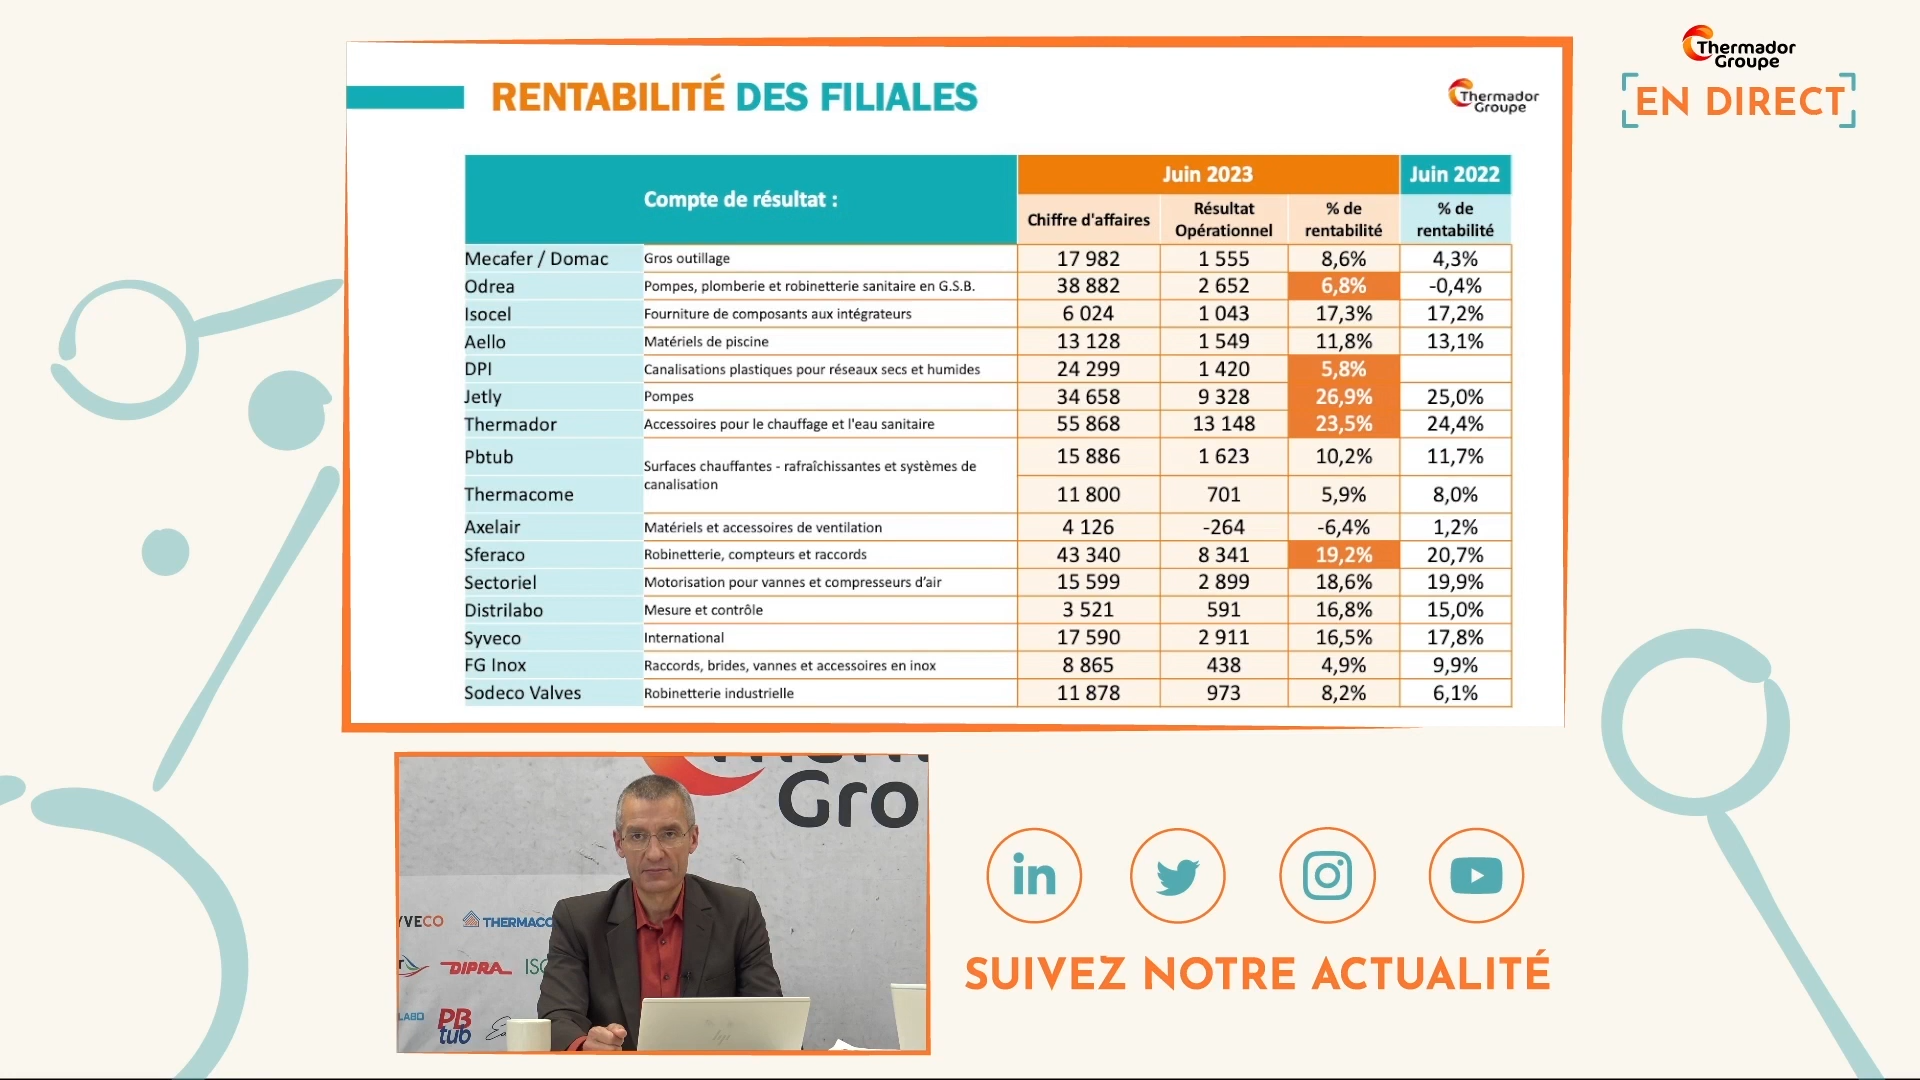 Thermador
Groupe
EN DIRECT
RENTABILITÉ DES FILIALES
Thermador
Groupe
Compte de résultat :
Juin 2023
Juin 2022
Chiffre d'affaires
Résultat
Opérationnel
% de
rentabilité
% de
rentabilité
Mecafer / Domac Gros outillage 17 982 1 555 8,6% 4,3%
Odrea Pompes, plomberie et robinetterie sanitaire en G.S.B. 38 882 2 652 6,8% -0,4%
Isocel Fourniture de composants aux intégrateurs 6 024 1 043 17,3% 17,2%
Aello Matériels de piscine 13 128 1 549 11,8% 13,1%
DPI Canalisations plastiques pour réseaux secs et humides 24 299 1 420 5,8%
Jetly Pompes 34 658 9 328 26,9% 25,0%
Thermador Accessoires pour le chauffage et l'eau sanitaire 55 868 13 148 23,5% 24,4%
Pbtub 15 886 1 623 10,2% 11,7%
Surfaces chauffantes - rafraîchissantes et systèmes de
canalisation
Thermacome 11 800 701 5,9% 8,0%
Axelair Matériels et accessoires de ventilation 4 126 -264 -6,4% 1,2%
Sferaco Robinetterie, compteurs et raccords 43 340 8 341 19,2% 20,7%
Sectoriel Motorisation pour vannes et compresseurs d'air 15 599 2 899 18,6% 19,9%
Distrilabo Mesure et contrôle 3 521 591 16,8% 15,0%
Syveco International 17 590 2 911 16,5% 17,8%
FG Inox Raccords, brides, vannes et accessoires en inox 8 865 438 4,9% 9,9%
Sodeco Valves Robinetterie industrielle 11 878 973 8,2% 6,1%
Gro
YVECO
THERMACO
DIPRA
ISO
LABO
PB
tub
hp
in
SUIVEZ NOTRE ACTUALITÉ